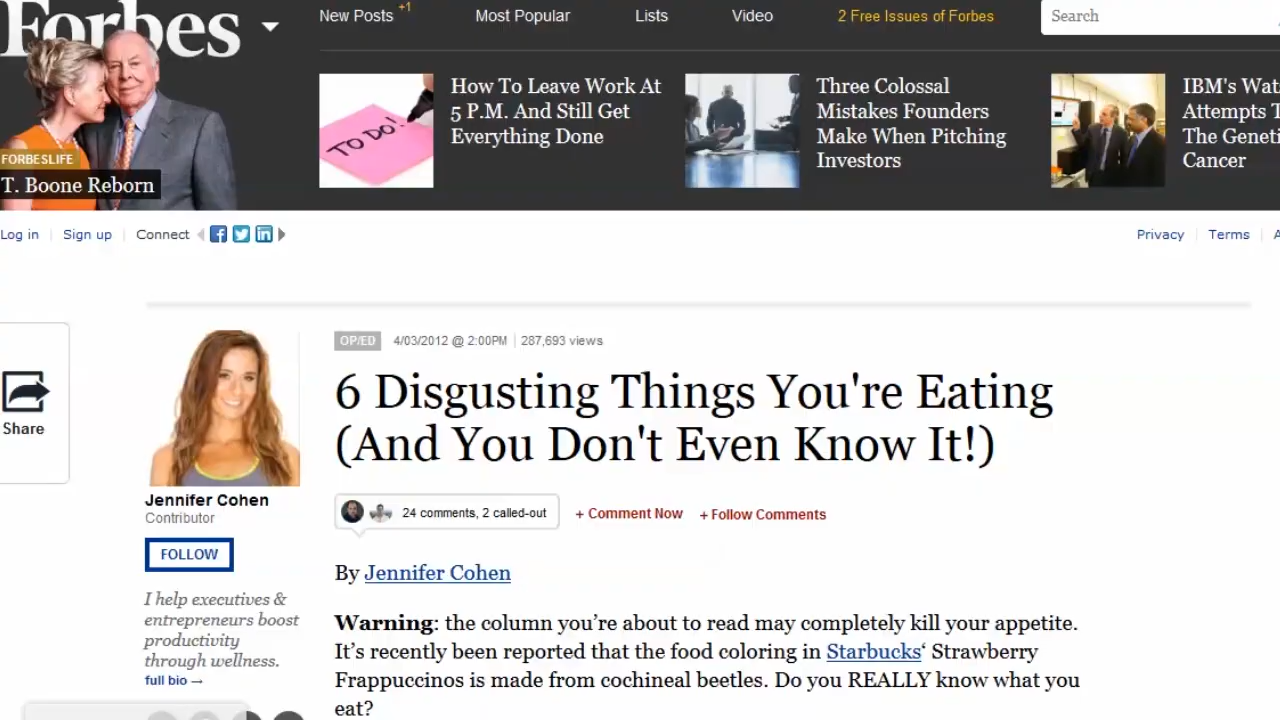 Forbes
New Posts +1
Most Popular
Lists
Video
2 Free Issues of Forbes
Search
FORBESLIFE
T. Boone Reborn
TO DO!
How To Leave Work At
5 P.M. And Still Get
Everything Done
Three Colossal
Mistakes Founders
Make When Pitching
Investors
IBM's Wat
Attempts T
The Geneti
Cancer
Log in
Sign up
Connect
Privacy
Terms
A
Share
OP/ED 4/03/2012 @ 2:00PM 287,693 views
6 Disgusting Things You're Eating
(And You Don't Even Know It!)
Jennifer Cohen
Contributor
FOLLOW
I help executives &
entrepreneurs boost
productivity
through wellness.
full bio →
24 comments, 2 called-out
+ Comment Now
+ Follow Comments
By Jennifer Cohen
Warning: the column you’re about to read may completely kill your appetite.
It’s recently been reported that the food coloring in Starbucks‘ Strawberry
Frappuccinos is made from cochineal beetles. Do you REALLY know what you
eat?